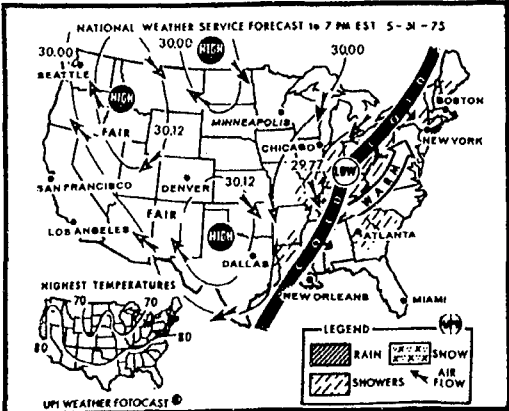 NATIONAL WEATHER SERVICE FORECAST to 7 PM EST 5-31-75
30.00
30.00
30.00
HIGH
SEATTLE
HIGH
FAIR
30.12
MINNEAPOLIS
BOSTON
NEW YORK
CHICAGO
29.77
COLD
LOW
WARM
SAN FRANCISCO
DENVER
30.12
FAIR
LOS ANGELES
HIGH
COLD
ATLANTA
DALLAS
NEW ORLEANS
MIAMI
HIGHEST TEMPERATURES
70
70
80
80
LEGEND
RAIN
SNOW
SHOWERS
AIR
FLOW
UPI WEATHER FOTOCAST